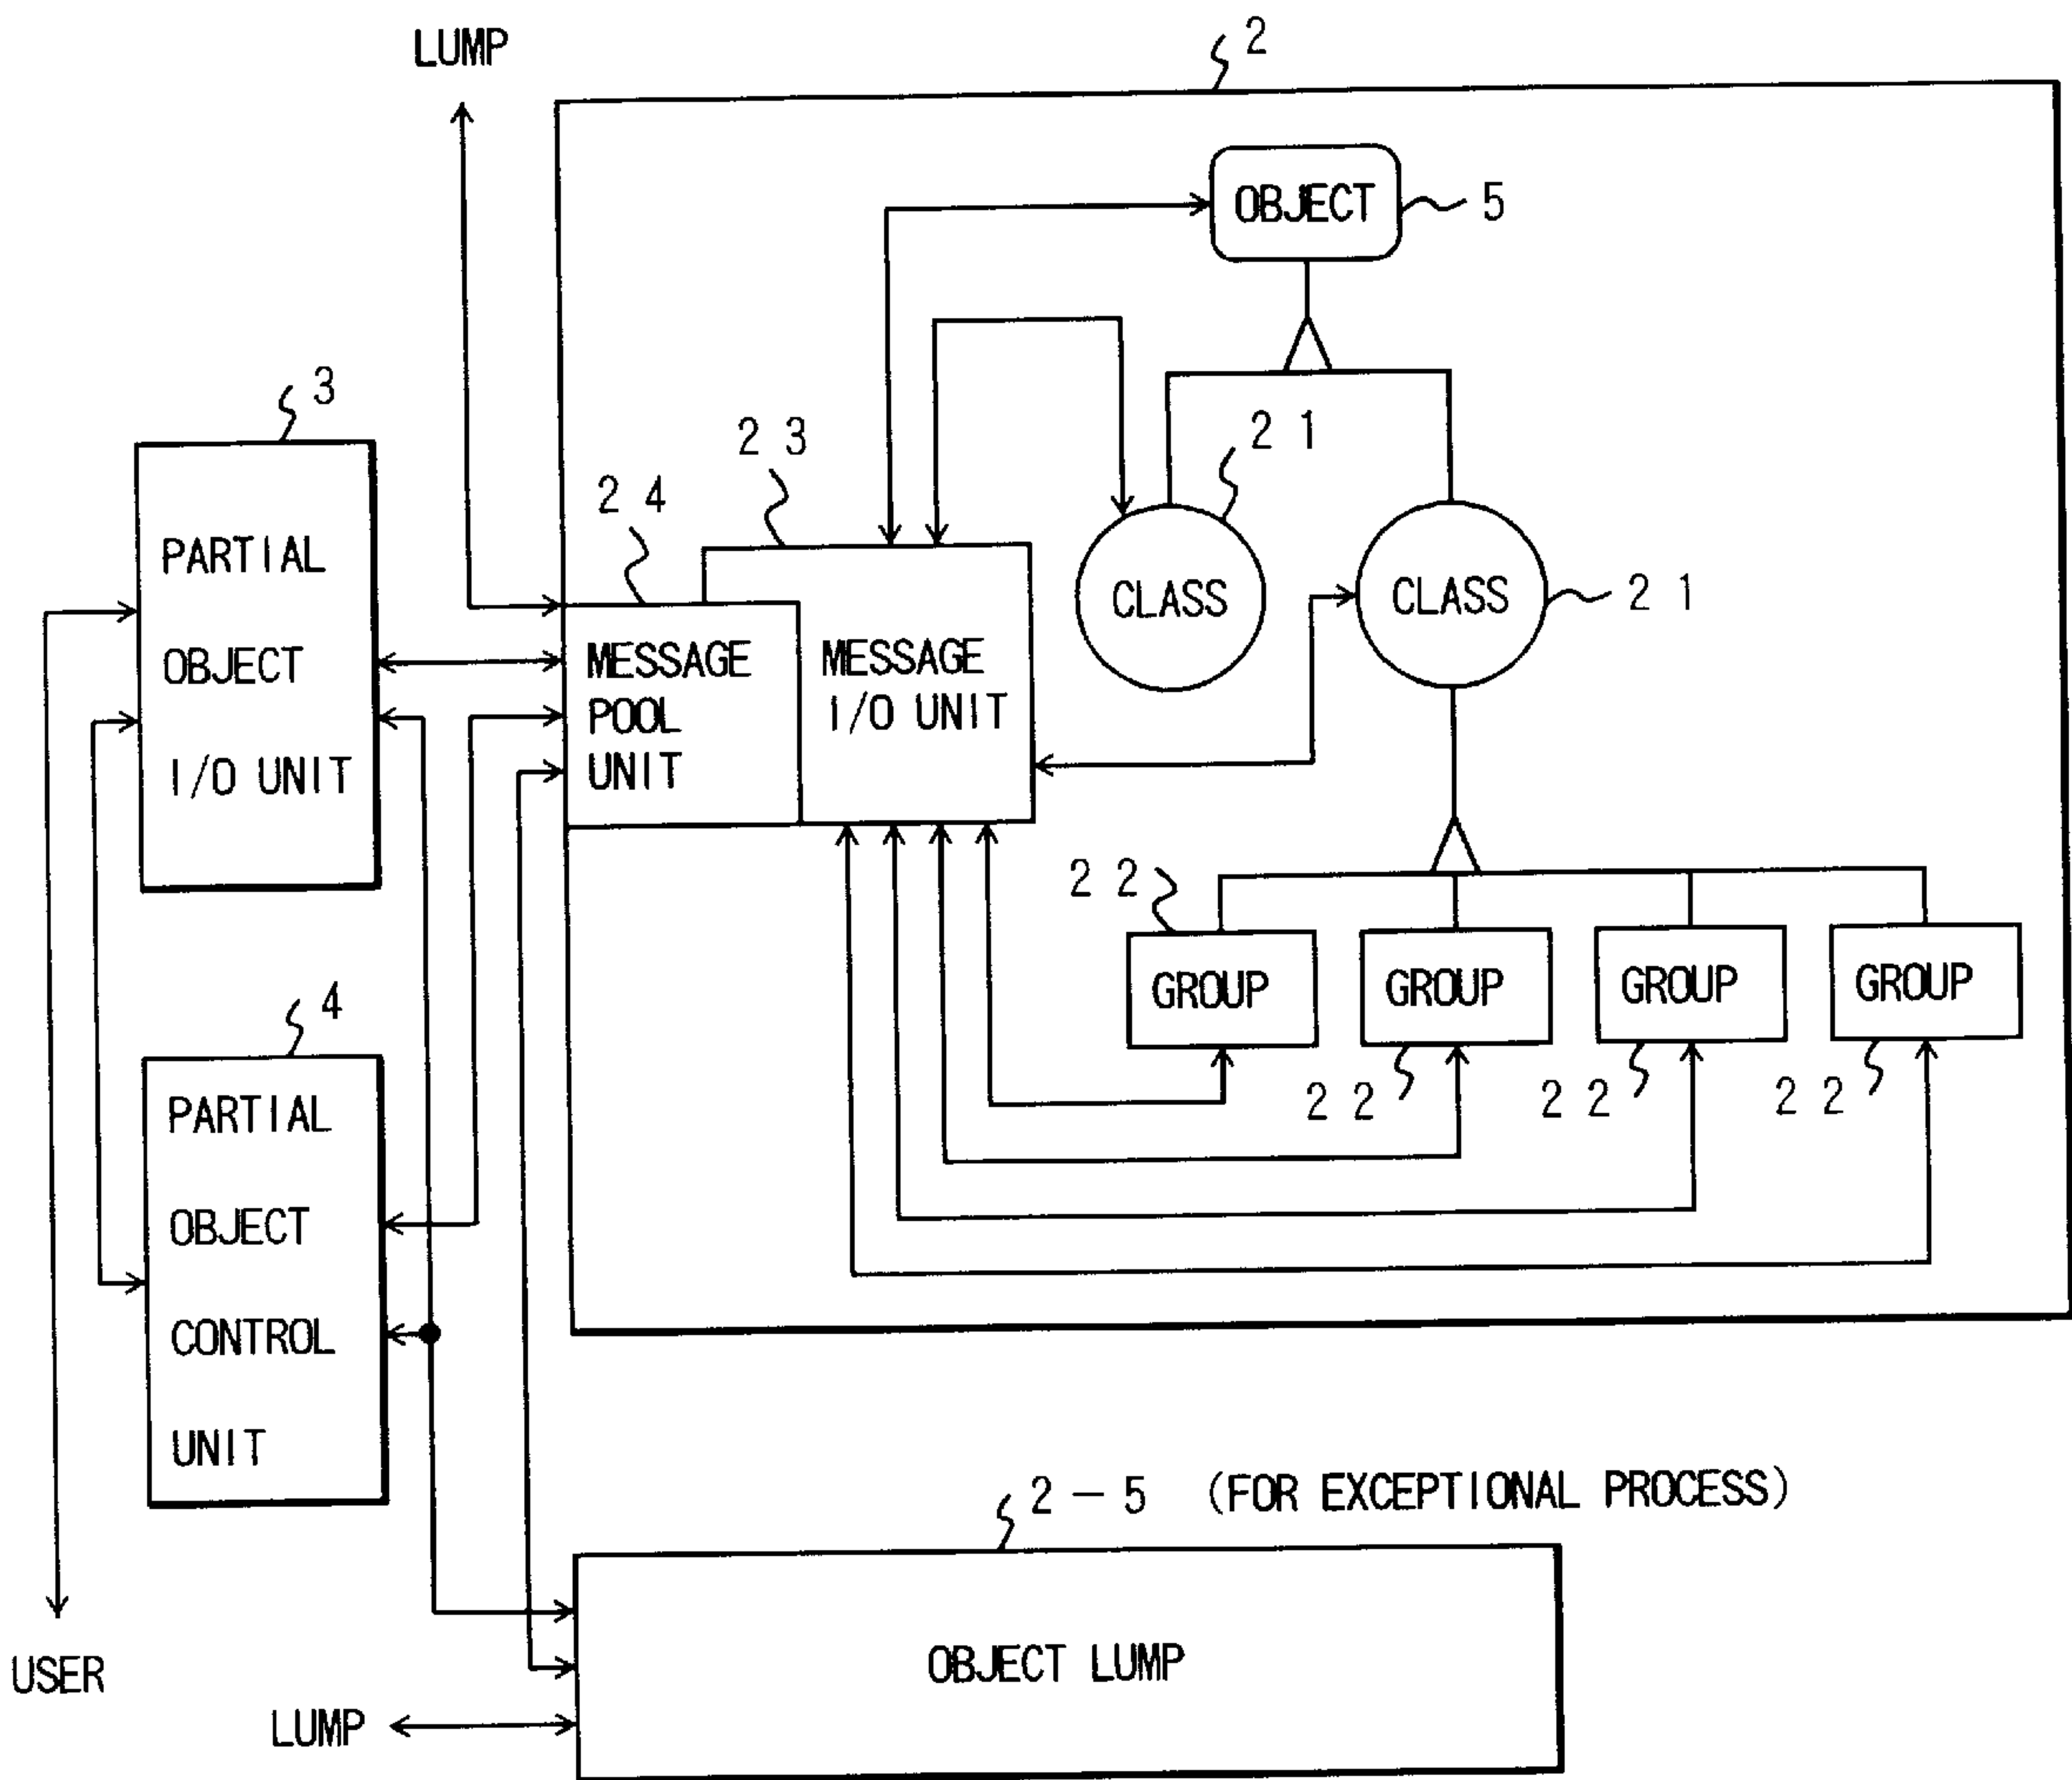 LUMP
2
OBJECT
5
3
2 3
2 1
2 4
PARTIAL
OBJECT
I/O UNIT
MESSAGE
POOL
UNIT
MESSAGE
I/O UNIT
CLASS
CLASS
2 1
2 2
GROUP
GROUP
GROUP
GROUP
2 2
2 2
2 2
4
PARTIAL
OBJECT
CONTROL
UNIT
2 - 5 (FOR EXCEPTIONAL PROCESS)
OBJECT LUMP
USER
LUMP